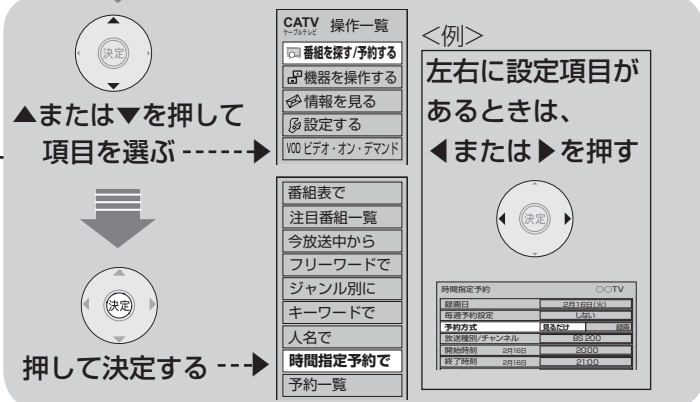 決定
▲または▼を押して
項目を選ぶ
決定
押して決定する
CATV 操作一覧
ケーブルテレビ
番組を探す/予約する
機器を操作する
情報を見る
設定する
VOD ビデオ・オン・デマンド
番組表で
注目番組一覧
今放送中から
フリーワードで
ジャンル別に
キーワードで
人名で
時間指定予約で
予約一覧
<例>
左右に設定項目が
あるときは、
◀または▶を押す
決定
時間指定予約 ○○TV
録画日 2月16日(火)
毎週予約設定 しない
予約方式 見るだけ 録画
放送種別/チャンネル BS 200
開始時刻 2月16日 20:00
終了時刻 2月16日 21:00